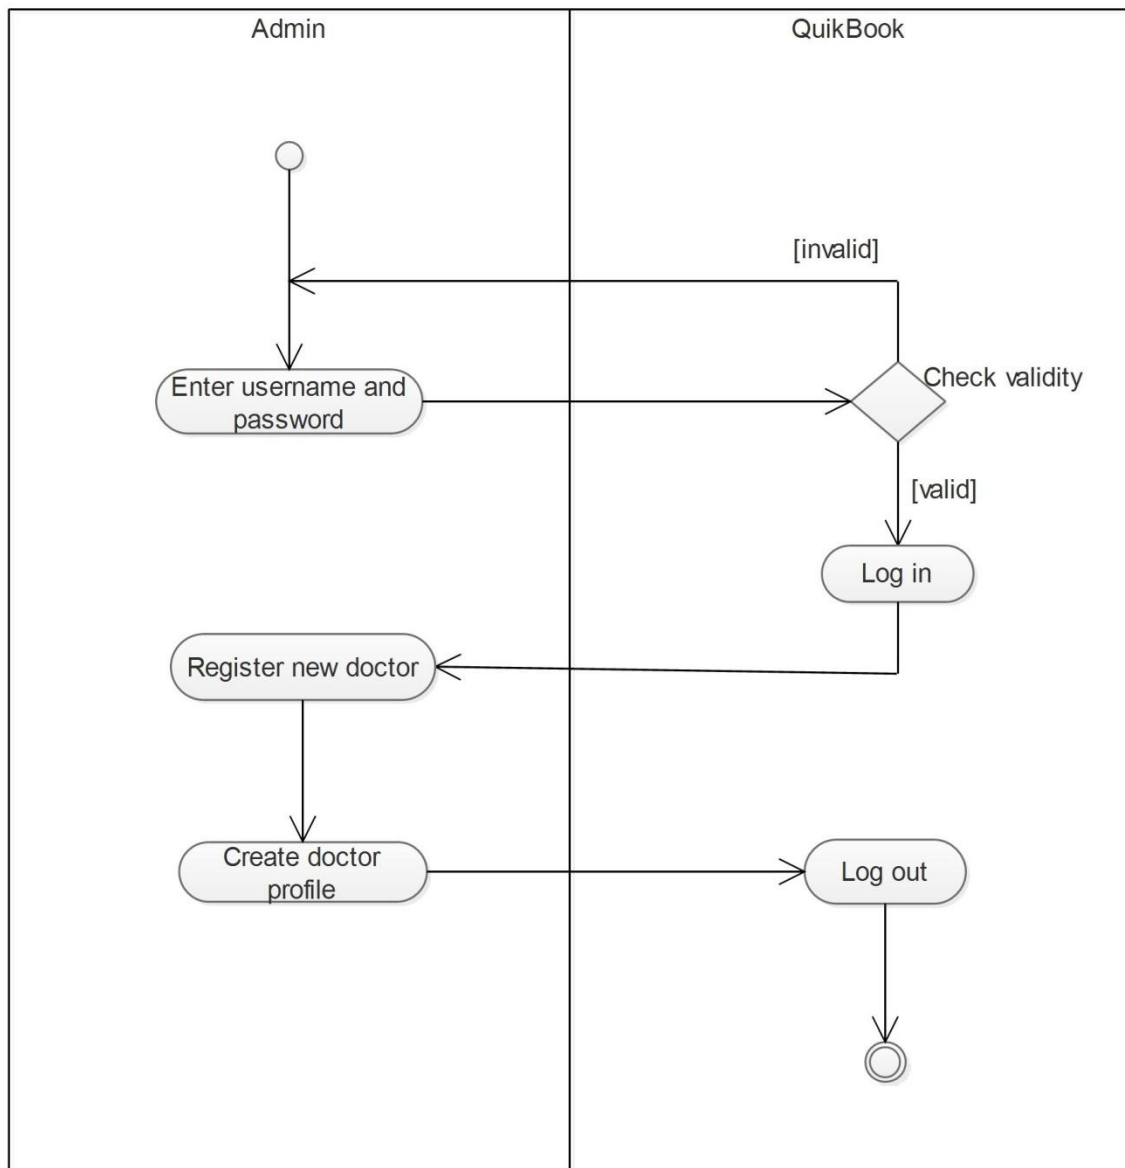 Admin
QuikBook
[invalid]
Enter username and
password
Check validity
[valid]
Log in
Register new doctor
Create doctor
profile
Log out